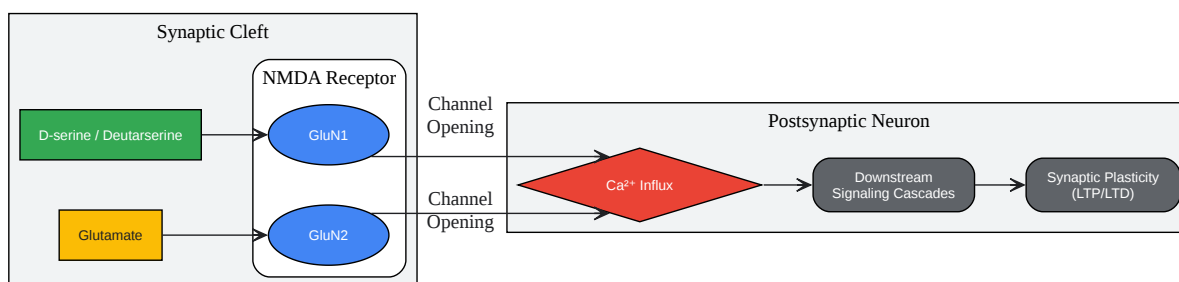 Synaptic Cleft
NMDA Receptor
D-serine / Deutarserine
GluN1
Glutamate
GluN2
Channel
Opening
Channel
Opening
Postsynaptic Neuron
Ca²⁺ Influx
Downstream
Signaling Cascades
Synaptic Plasticity
(LTP/LTD)